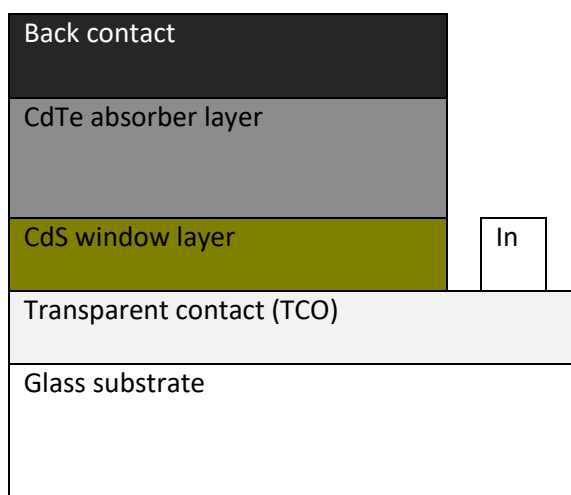 Back contact
CdTe absorber layer
CdS window layer
In
Transparent contact (TCO)
Glass substrate